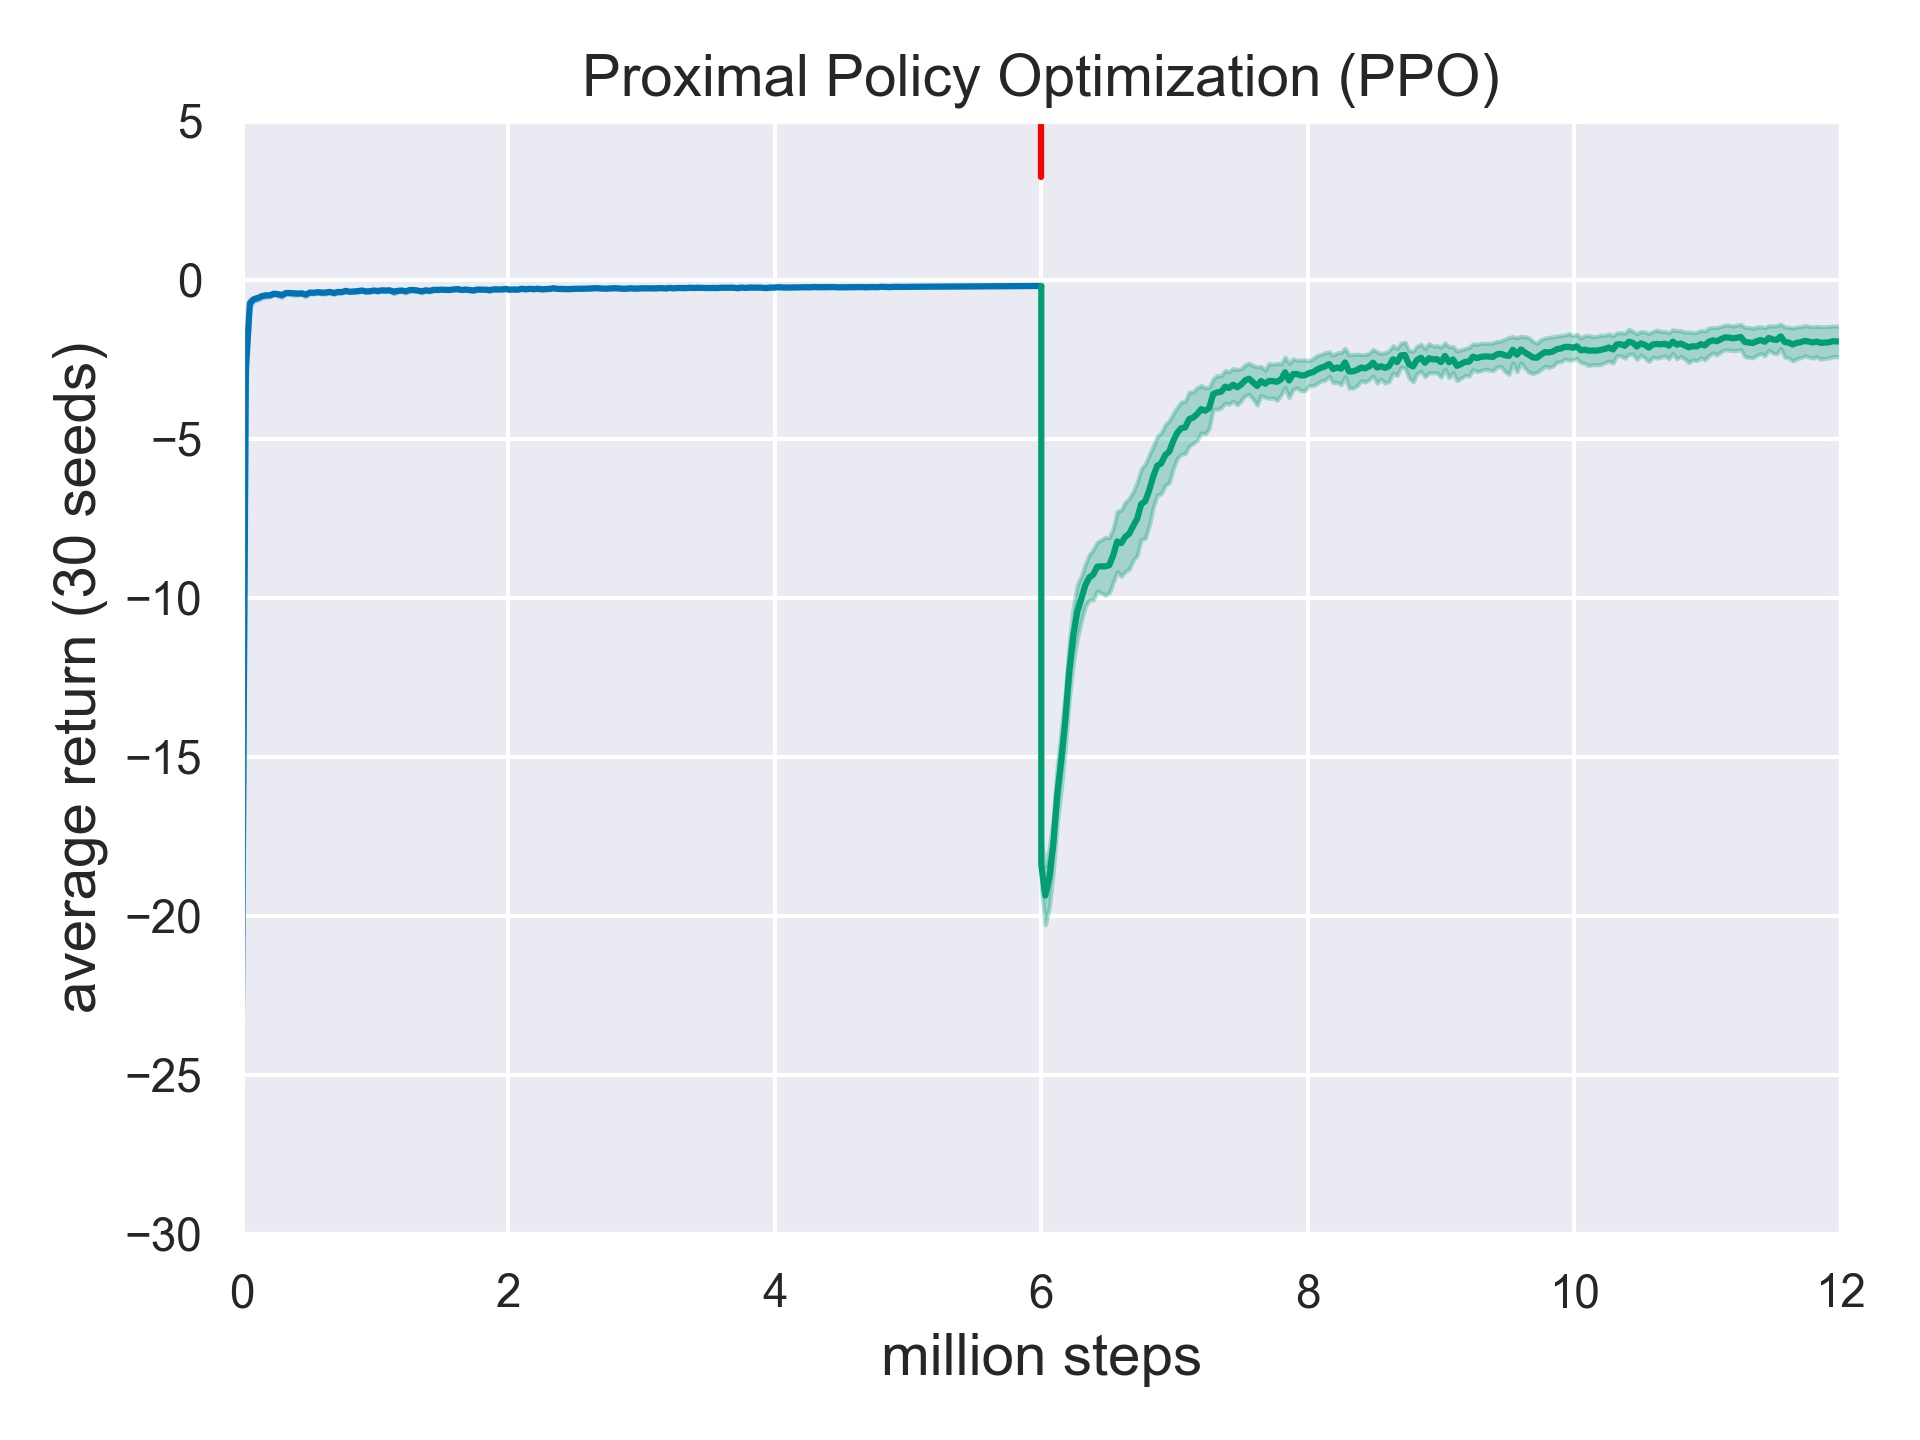 Proximal Policy Optimization (PPO)
5
0
−5
−10
−15
−20
−25
−30
average return (30 seeds)
0 2 4 6 8 10 12
million steps